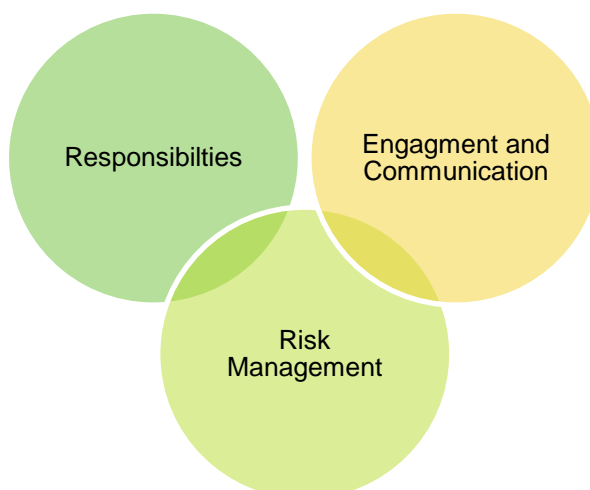 Responsibilties
Engagment and
Communication
Risk
Management